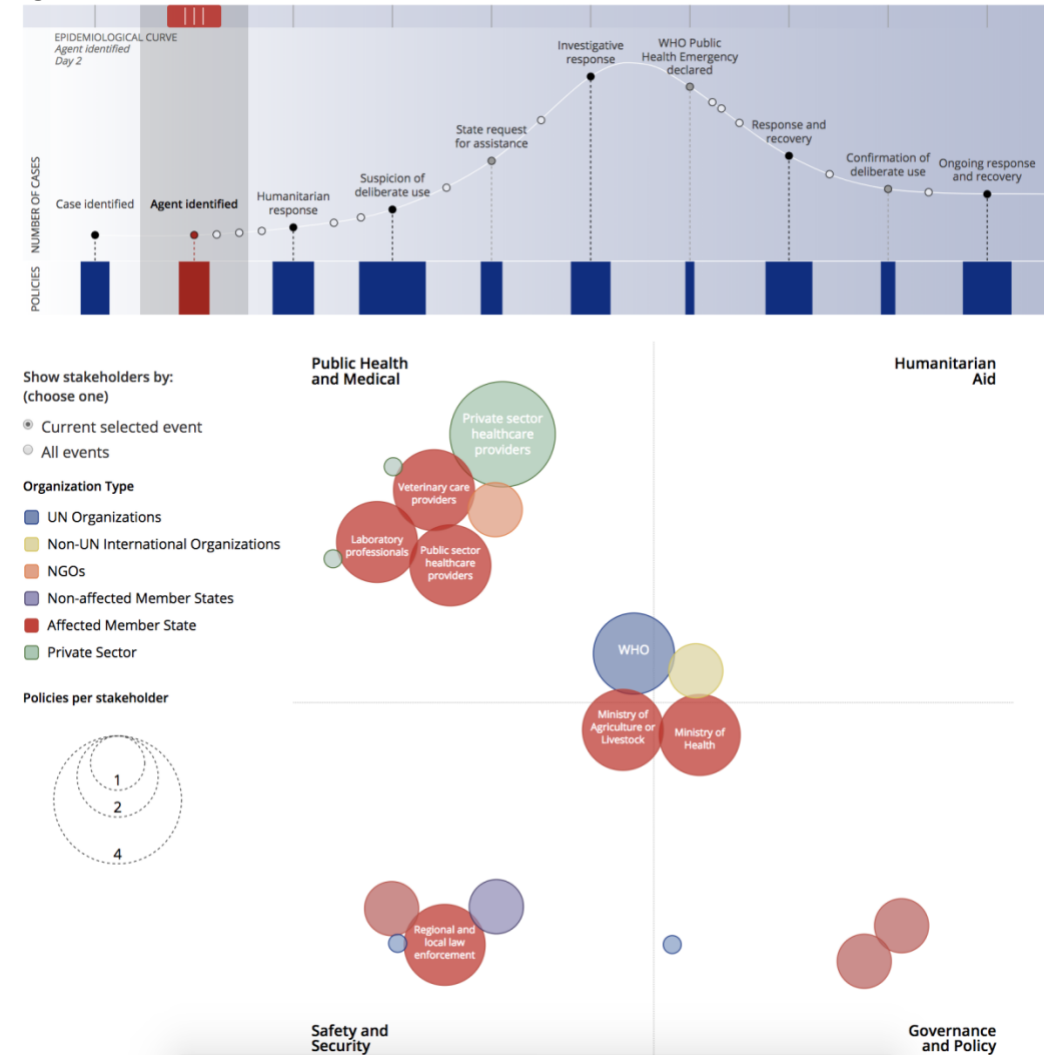 EPIDEMIOLOGICAL CURVE
Agent identified
Day 2
NUMBER OF CASES
POLICIES
Case identified
Agent identified
Humanitarian
response
Suspicion of
deliberate use
State request
for assistance
Investigative
response
WHO Public
Health Emergency
declared
Response and
recovery
Confirmation of
deliberate use
Ongoing response
and recovery
Show stakeholders by:
(choose one)
Current selected event
All events
Organization Type
UN Organizations
Non-UN International Organizations
NGOs
Non-affected Member States
Affected Member State
Private Sector
Policies per stakeholder
1
2
4
Public Health
and Medical
Humanitarian
Aid
Private sector
healthcare
providers
Veterinary care
providers
Laboratory
professionals
Public sector
healthcare
providers
WHO
Ministry of
Agriculture or
Livestock
Ministry of
Health
Regional and
local law
enforcement
Safety and
Security
Governance
and Policy